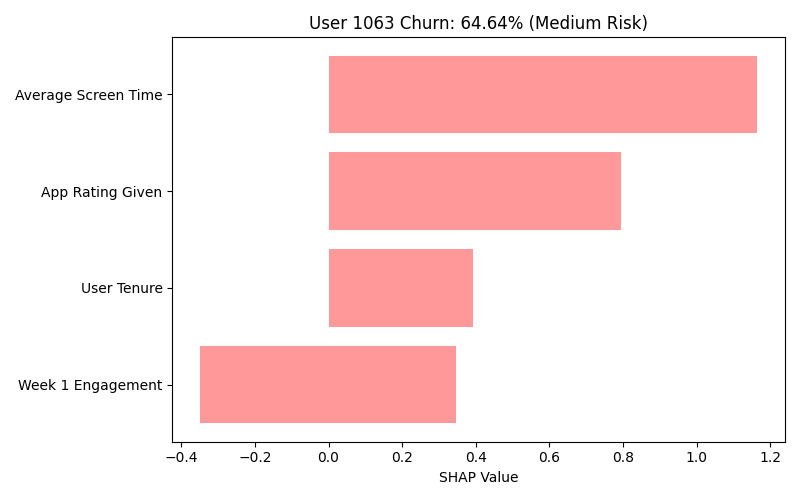 User 1063 Churn: 64.64% (Medium Risk)
Average Screen Time
App Rating Given
User Tenure
Week 1 Engagement
−0.4 −0.2 0.0 0.2 0.4 0.6 0.8 1.0 1.2
SHAP Value